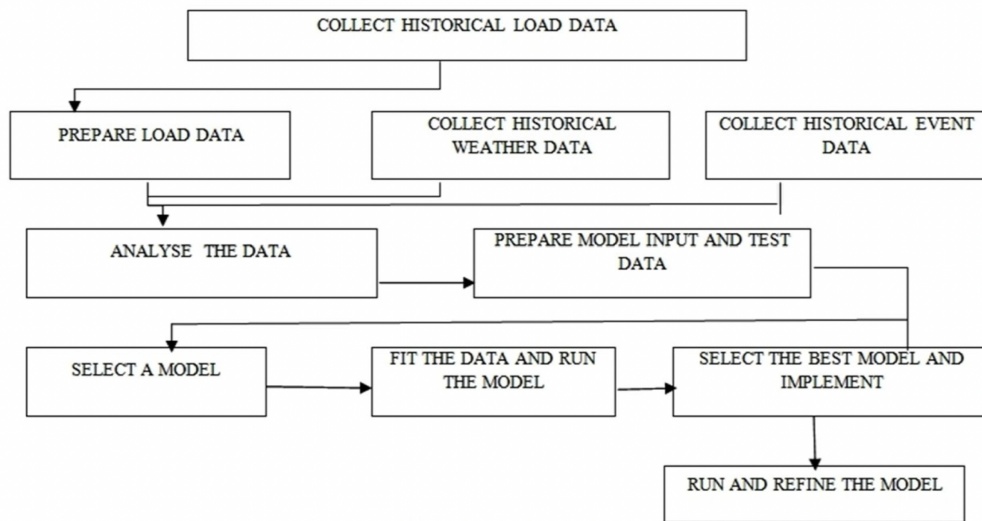 COLLECT HISTORICAL LOAD DATA
PREPARE LOAD DATA
COLLECT HISTORICAL
WEATHER DATA
COLLECT HISTORICAL EVENT
DATA
ANALYSE THE DATA
PREPARE MODEL INPUT AND TEST
DATA
SELECT A MODEL
FIT THE DATA AND RUN
THE MODEL
SELECT THE BEST MODEL AND
IMPLEMENT
RUN AND REFINE THE MODEL